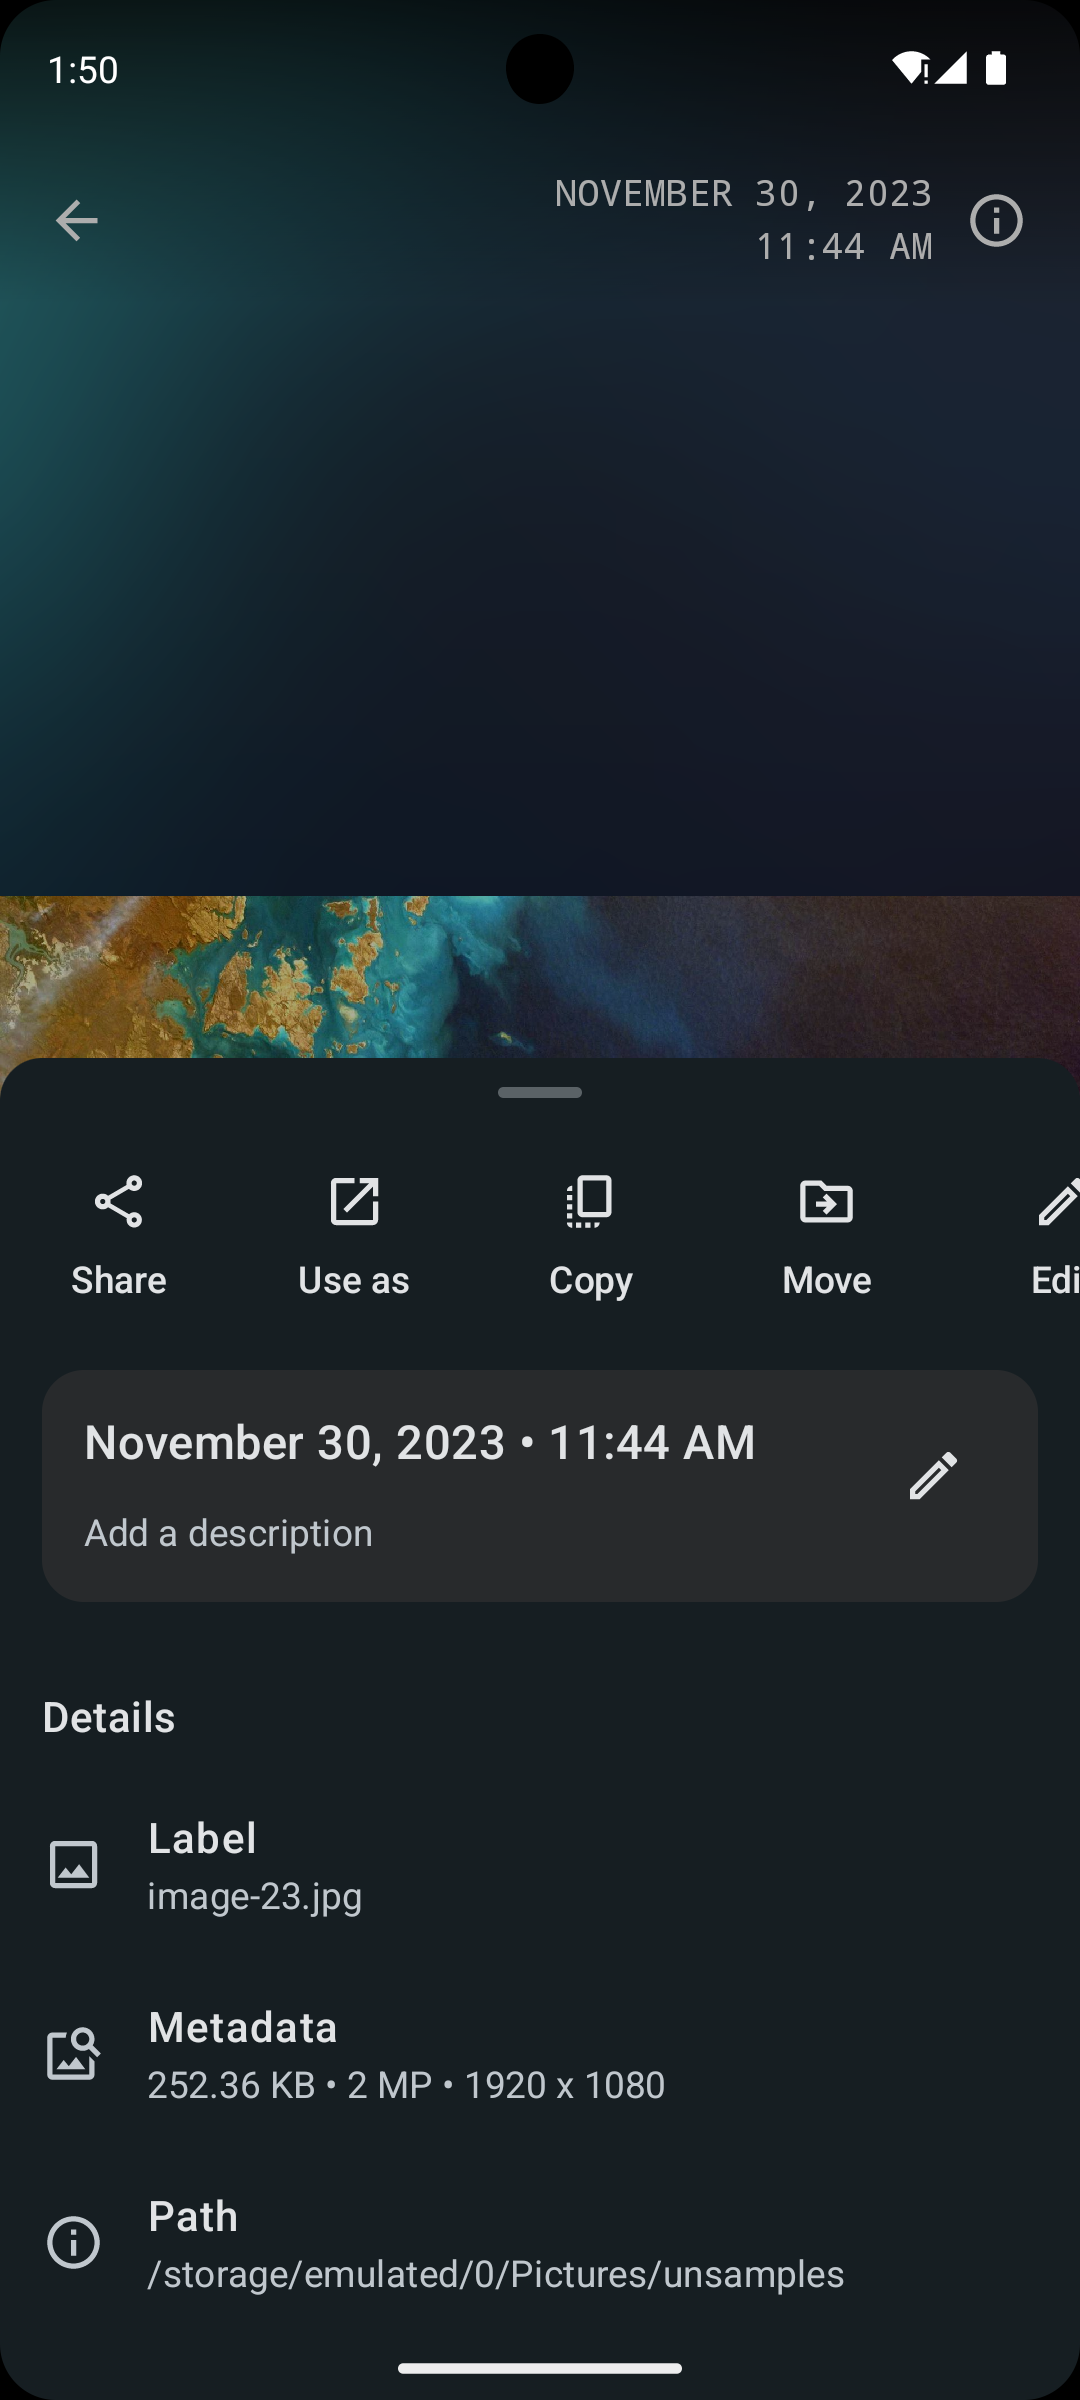 1:50
NOVEMBER 30, 2023
11:44 AM
Share
Use as
Copy
Move
Edi
November 30, 2023 • 11:44 AM
Add a description
Details
Label
image-23.jpg
Metadata
252.36 KB • 2 MP • 1920 x 1080
Path
/storage/emulated/0/Pictures/unsamples